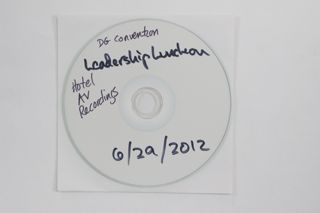 DG Convention
Leadership Luncheon
Hotel
AV
Recordings
6/29/2012